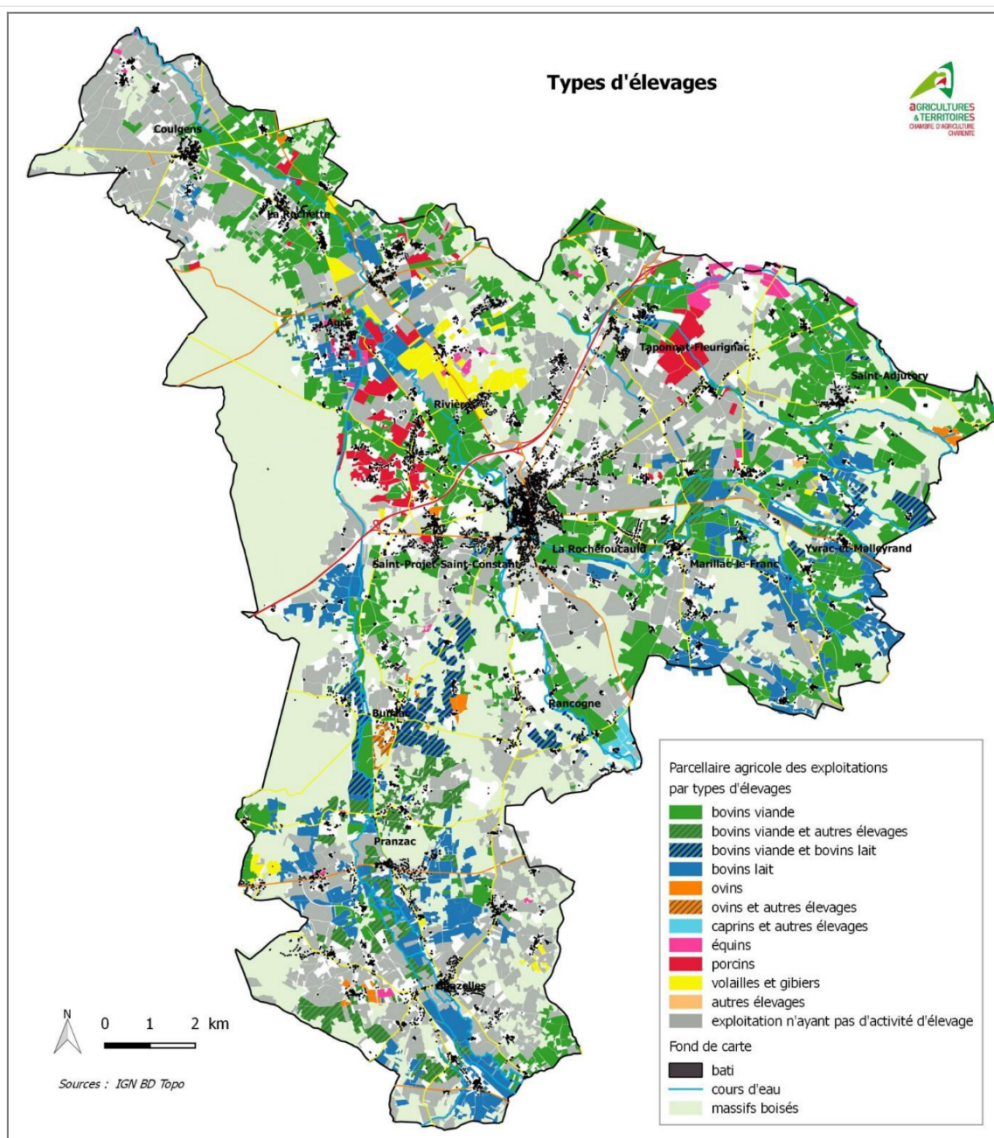 Types d'élevages
aGRICULTURES
& TERRITOIRES
CHAMBRE D'AGRICULTURE
CHARENTE
Coulgens
La Rochette
Agris
Taponnat-Fleurignac
Saint-Adjutory
Rivières
La Rochefoucauld
Yvrac-et-Malleyrand
Marillac-le-Franc
Saint-Projet-Saint-Constant
Rancogne
Bunzac
Pranzac
Chazelles
Parcellaire agricole des exploitations
par types d'élevages
bovins viande
bovins viande et autres élevages
bovins viande et bovins lait
bovins lait
ovins
ovins et autres élevages
caprins et autres élevages
équins
porcins
volailles et gibiers
autres élevages
exploitation n'ayant pas d'activité d'élevage
Fond de carte
bati
cours d'eau
massifs boisés
N
0 1 2 km
Sources : IGN BD Topo